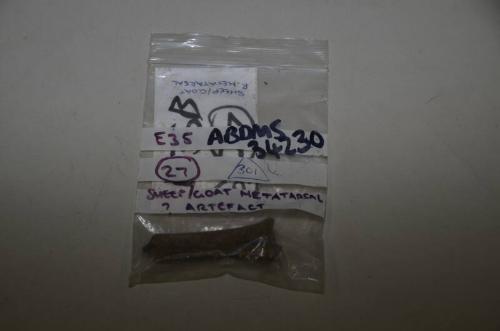 SHEEP/GOAT
R. METATARSAL
E35 ABDMS
34230
27 301
SHEEP/GOAT METATARSAL
? ARTEFACT